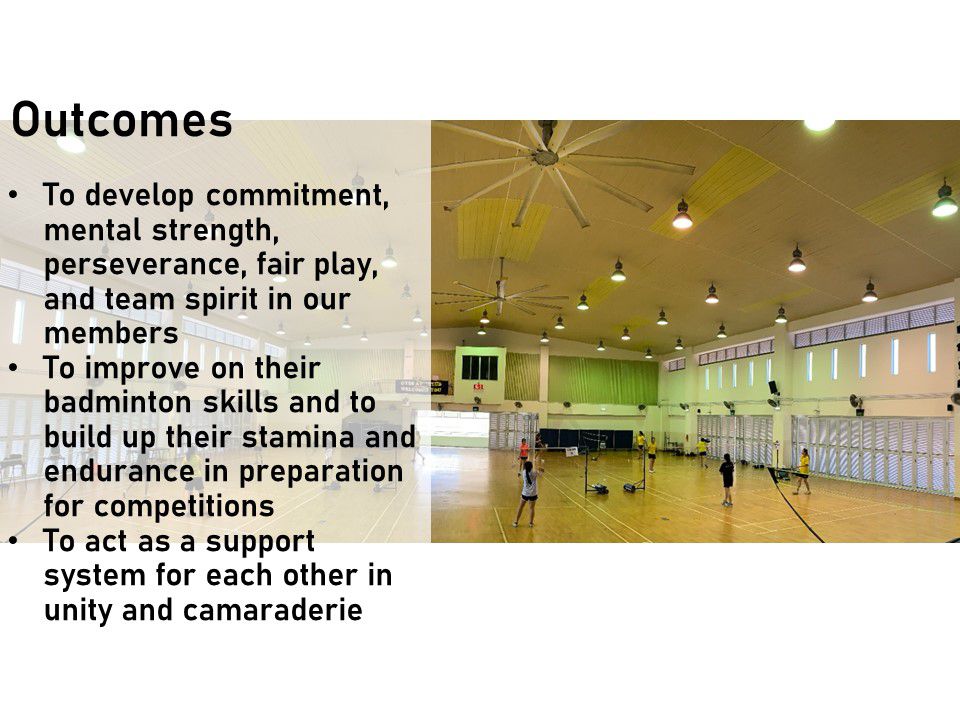 Outcomes
• To develop commitment,
mental strength,
perseverance, fair play,
and team spirit in our
members
• To improve on their
badminton skills and to
build up their stamina and
endurance in preparation
for competitions
• To act as a support
system for each other in
unity and camaraderie